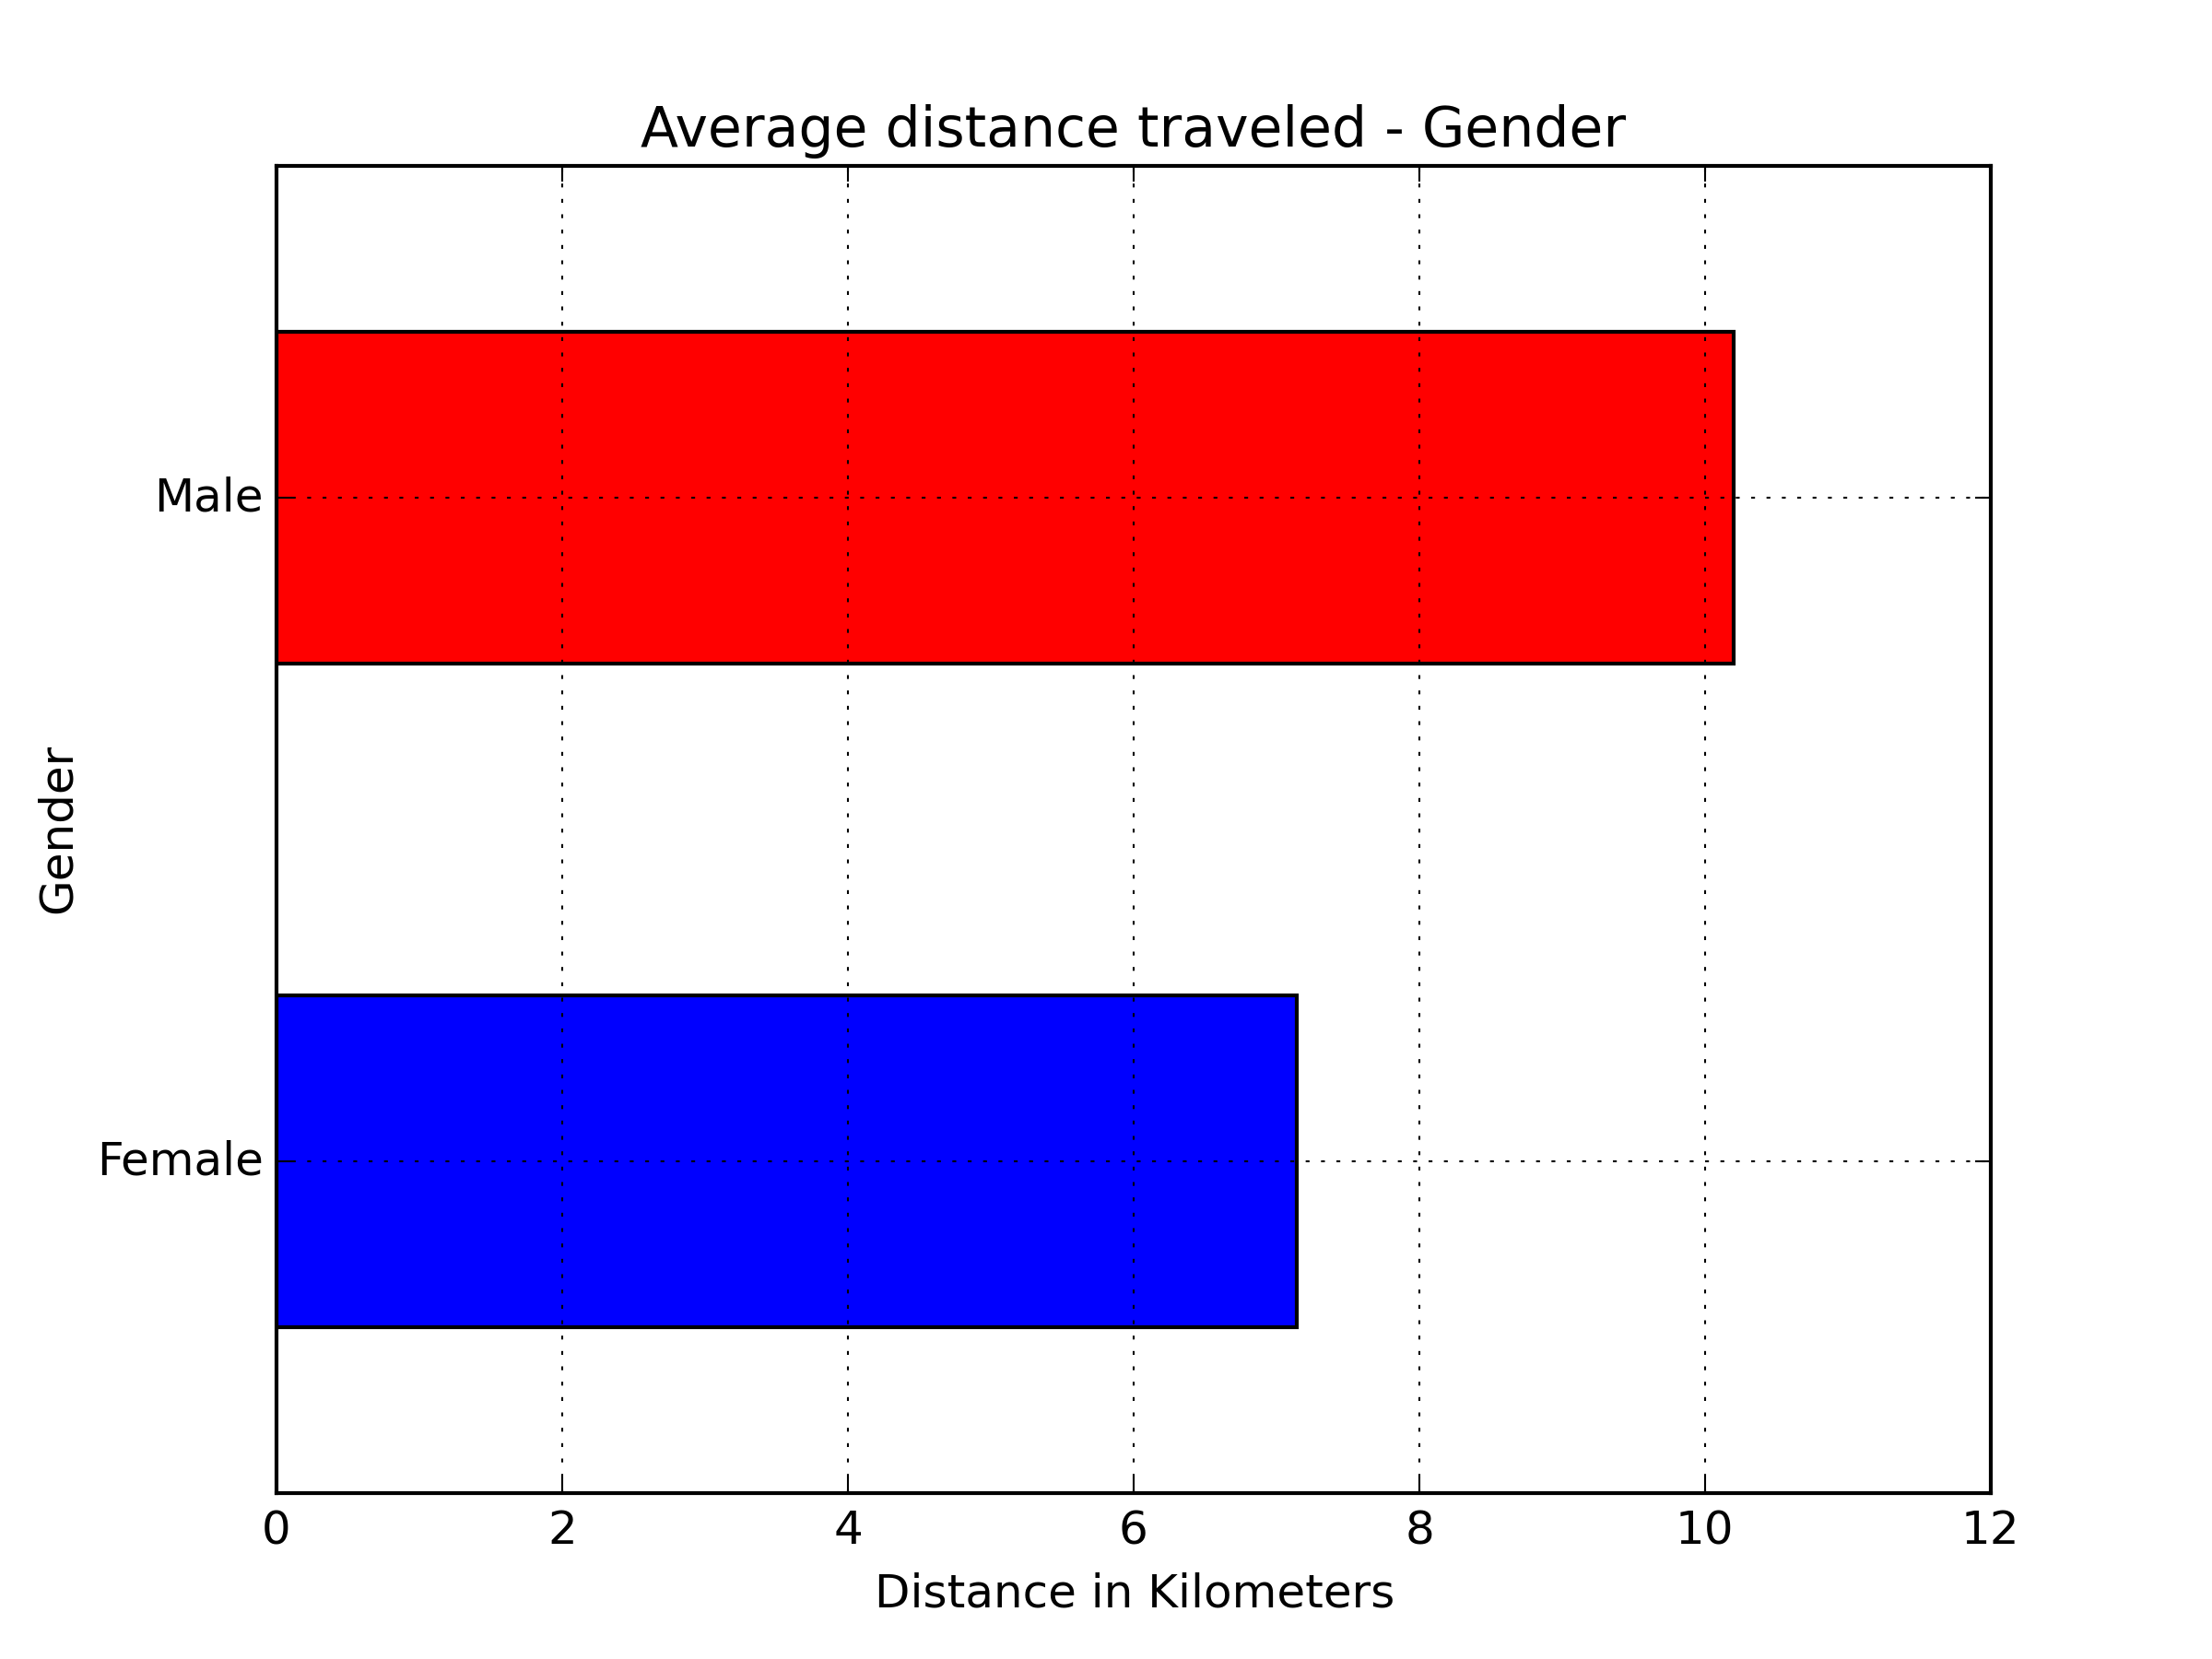 Average distance traveled - Gender
Male
Gender
Female
0 2 4 6 8 10 12
Distance in Kilometers